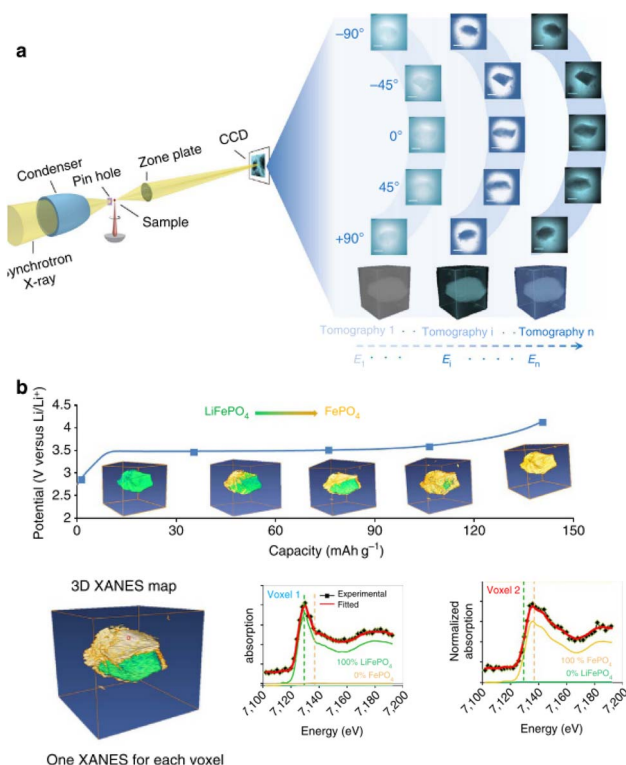 a
Condenser
Pin hole
Zone plate
CCD
Sample
ynchrotron
X-ray
–90°
–45°
0°
45°
+90°
Tomography 1 · · Tomography i · · Tomography n
E1 · · · · Ei · · · · · En
b
Potential (V versus Li/Li+)
4.5
4
3.5
3
2.5
2
LiFePO4
FePO4
0 30 60 90 120 150
Capacity (mAh g–1)
3D XANES map
One XANES for each voxel
absorption
Voxel 1
Experimental
Fitted
100% LiFePO4
0% FePO4
7,100 7,120 7,140 7,160 7,180 7,200
Energy (eV)
Normalized
absorption
Voxel 2
100 % FePO4
0% LiFePO4
7,100 7,120 7,140 7,160 7,180 7,200
Energy (eV)